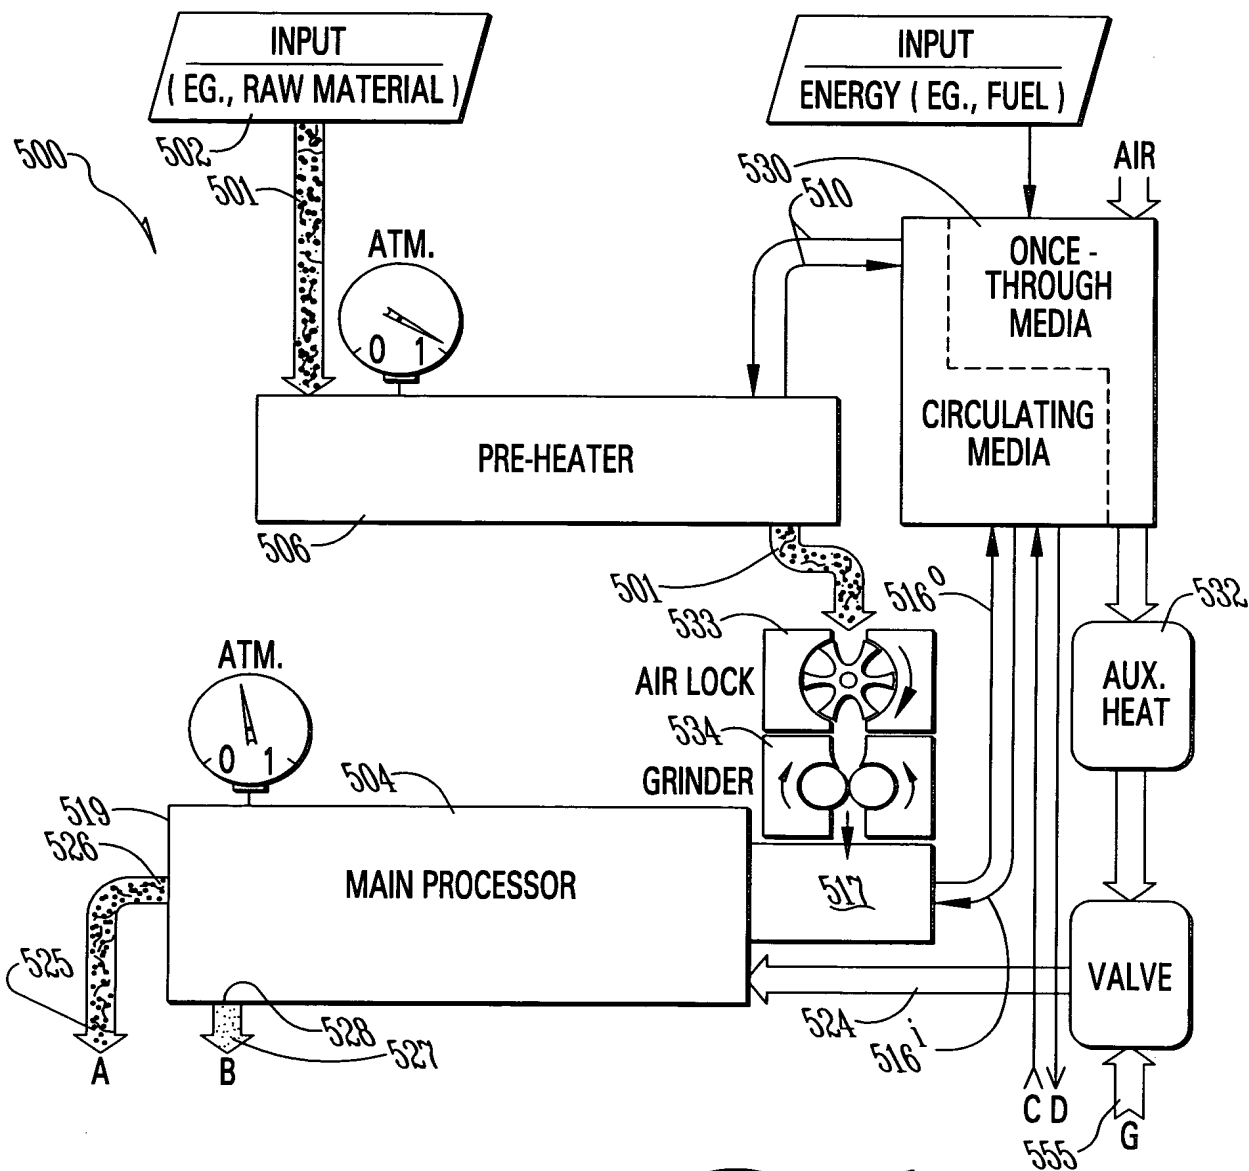 INPUT
( EG., RAW MATERIAL )
INPUT
ENERGY ( EG., FUEL )
500
502
501
530
510
AIR
ATM.
0 1
ONCE -
THROUGH
MEDIA
CIRCULATING
MEDIA
PRE-HEATER
506
501
533
516o
532
AIR LOCK
AUX.
HEAT
ATM.
0 1
534
GRINDER
504
519
526
MAIN PROCESSOR
517
525
VALVE
528
527
524
516i
A
B
C D
555
G